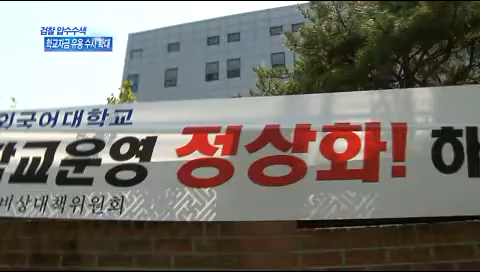 검찰 압수수색
학교자금 유용 수사 확대
외국어대학교
학교운영 정상화! 해
비상대책위원회